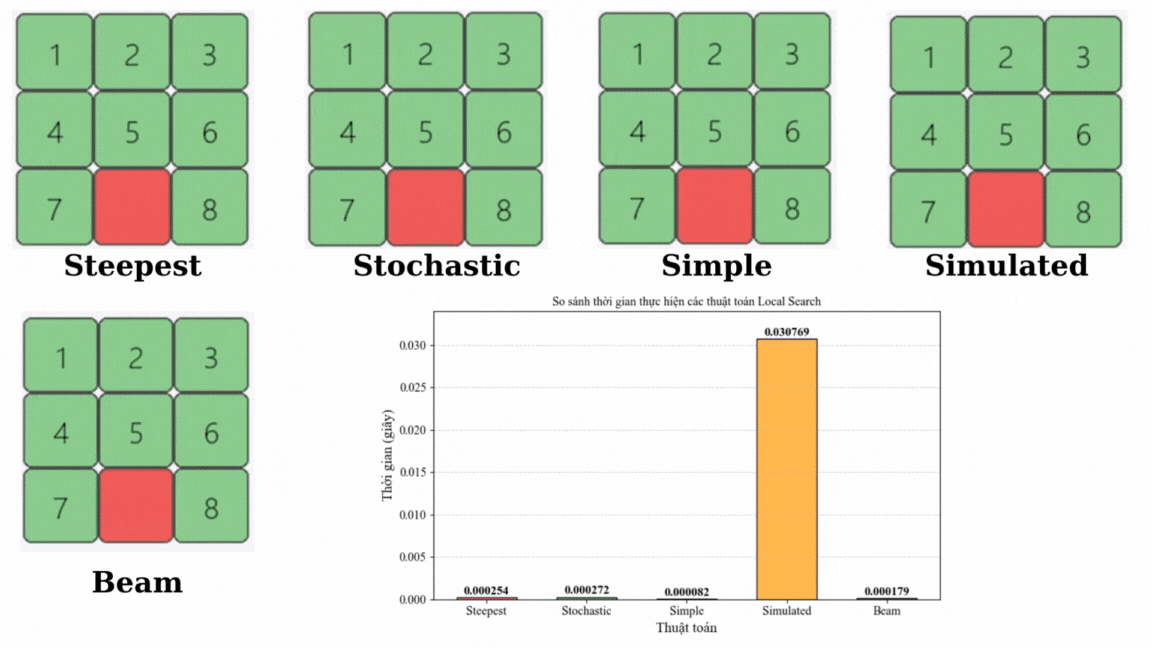 1 2 3
4 5 6
7 8
Steepest
1 2 3
4 5 6
7 8
Stochastic
1 2 3
4 5 6
7 8
Simple
1 2 3
4 5 6
7 8
Simulated
1 2 3
4 5 6
7 8
Beam
So sánh thời gian thực hiện các thuật toán Local Search
Thời gian (giây)
0.030
0.025
0.020
0.015
0.010
0.005
0.000
0.000254
0.000272
0.000082
0.030769
0.000179
Steepest
Stochastic
Simple
Simulated
Beam
Thuật toán